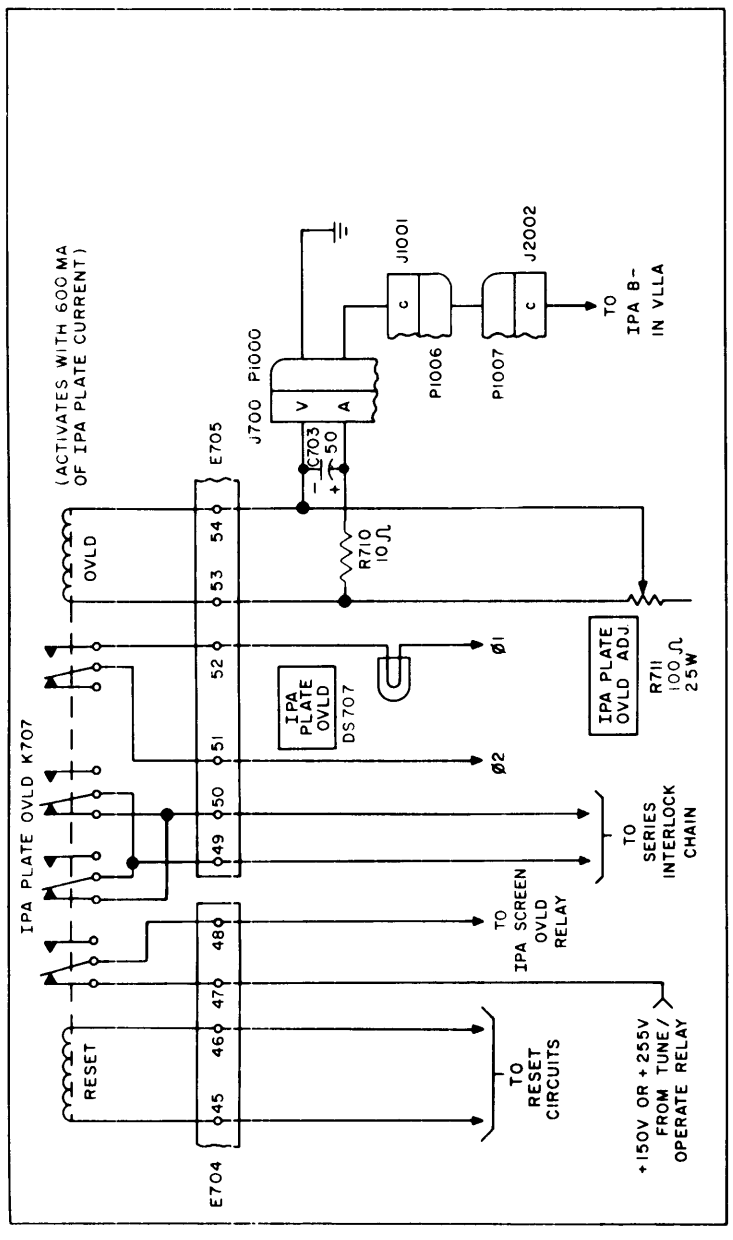 (ACTIVATES WITH 600 MA
OF IPA PLATE CURRENT)
IPA PLATE OVLD K707
RESET
OVLD
E704
45
46
47
48
49
50
51
52
53
54
E705
J700
P1000
V
A
C703
50
-
+
R710
10Ω
J1001
C
P1006
P1007
C
J2002
TO
IPA B-
IN VLLA
IPA
PLATE
OVLD
DS707
Ø1
Ø2
IPA PLATE
OVLD ADJ.
R711
100Ω
25W
TO
SERIES
INTERLOCK
CHAIN
TO
IPA SCREEN
OVLD
RELAY
TO
RESET
CIRCUITS
+150V OR +255V
FROM TUNE/
OPERATE RELAY